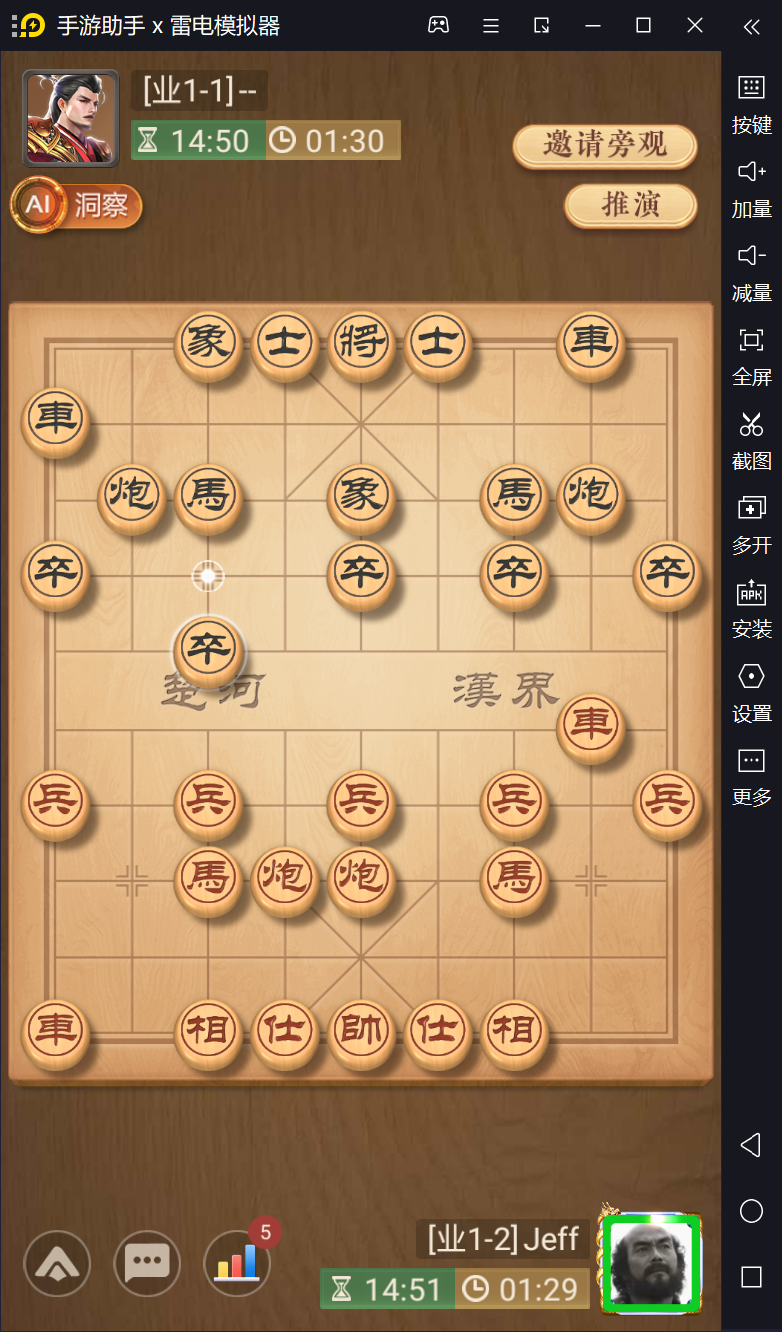 手游助手 x 雷电模拟器
[业1-1]--
14:50 01:30
邀请旁观
AI 洞察
推演
按键
加量
减量
全屏
截图
多开
APK
安装
设置
更多
象 士 將 士 車
車
炮 馬 象 馬 炮
卒 卒 卒 卒
卒
楚河 漢界
車
兵 兵 兵 兵 兵
馬 炮 炮 馬
車 相 仕 帥 仕 相
5
[业1-2]Jeff
14:51 01:29